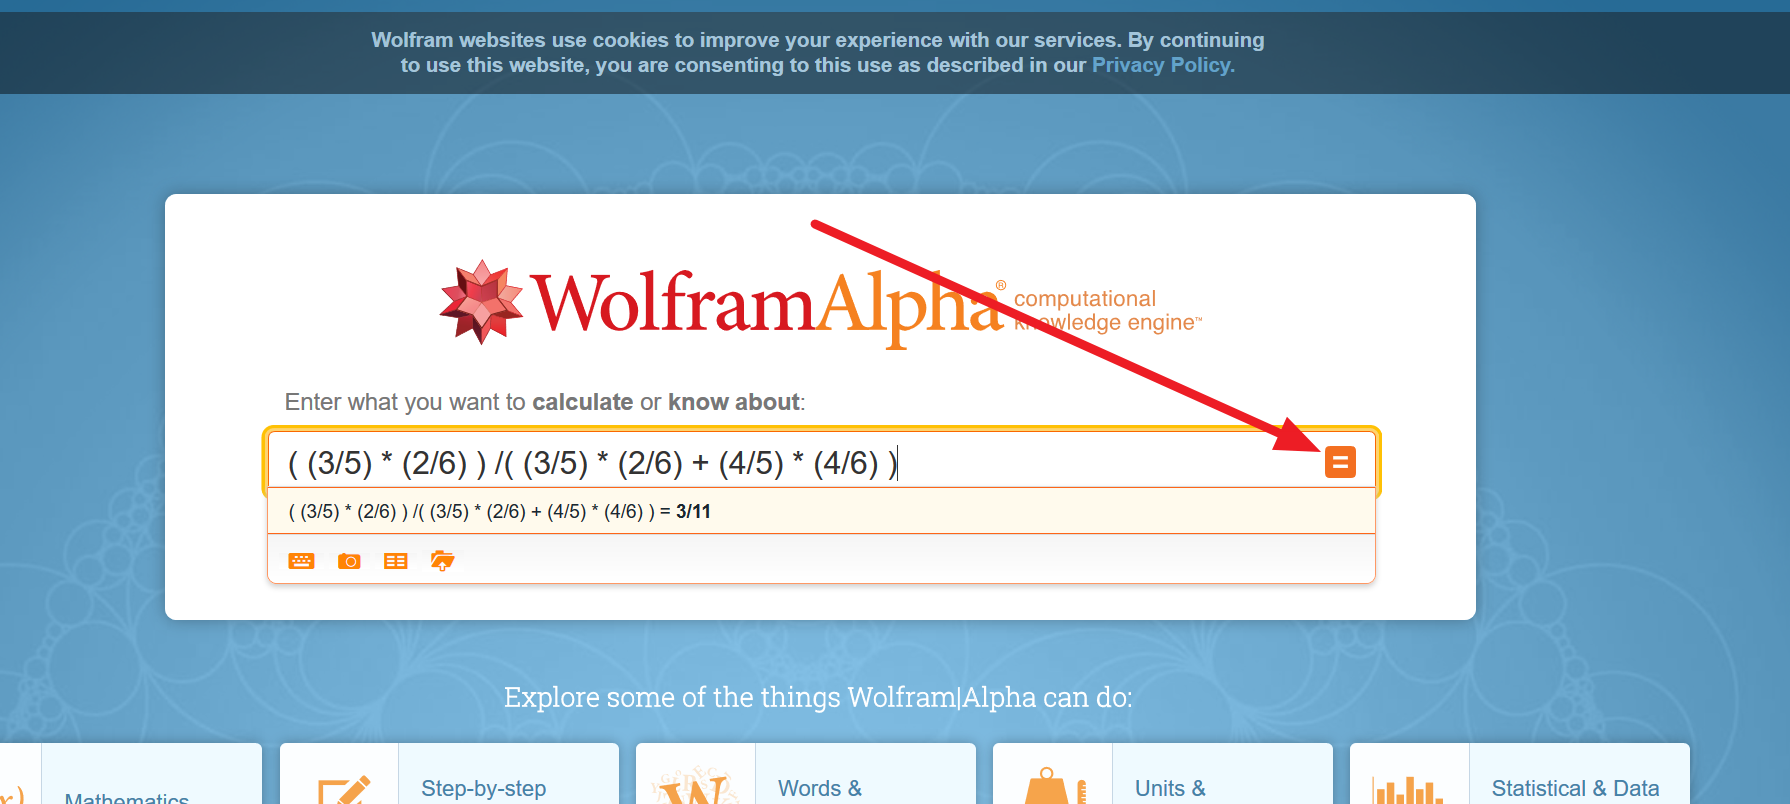 Wolfram websites use cookies to improve your experience with our services. By continuing
to use this website, you are consenting to this use as described in our Privacy Policy.
WolframAlpha® computational
knowledge engine™
Enter what you want to calculate or know about:
( (3/5) * (2/6) ) /( (3/5) * (2/6) + (4/5) * (4/6) )
( (3/5) * (2/6) ) /( (3/5) * (2/6) + (4/5) * (4/6) ) = 3/11
Explore some of the things Wolfram|Alpha can do:
Mathematics
Step-by-step
Words &
Units &
Statistical & Data